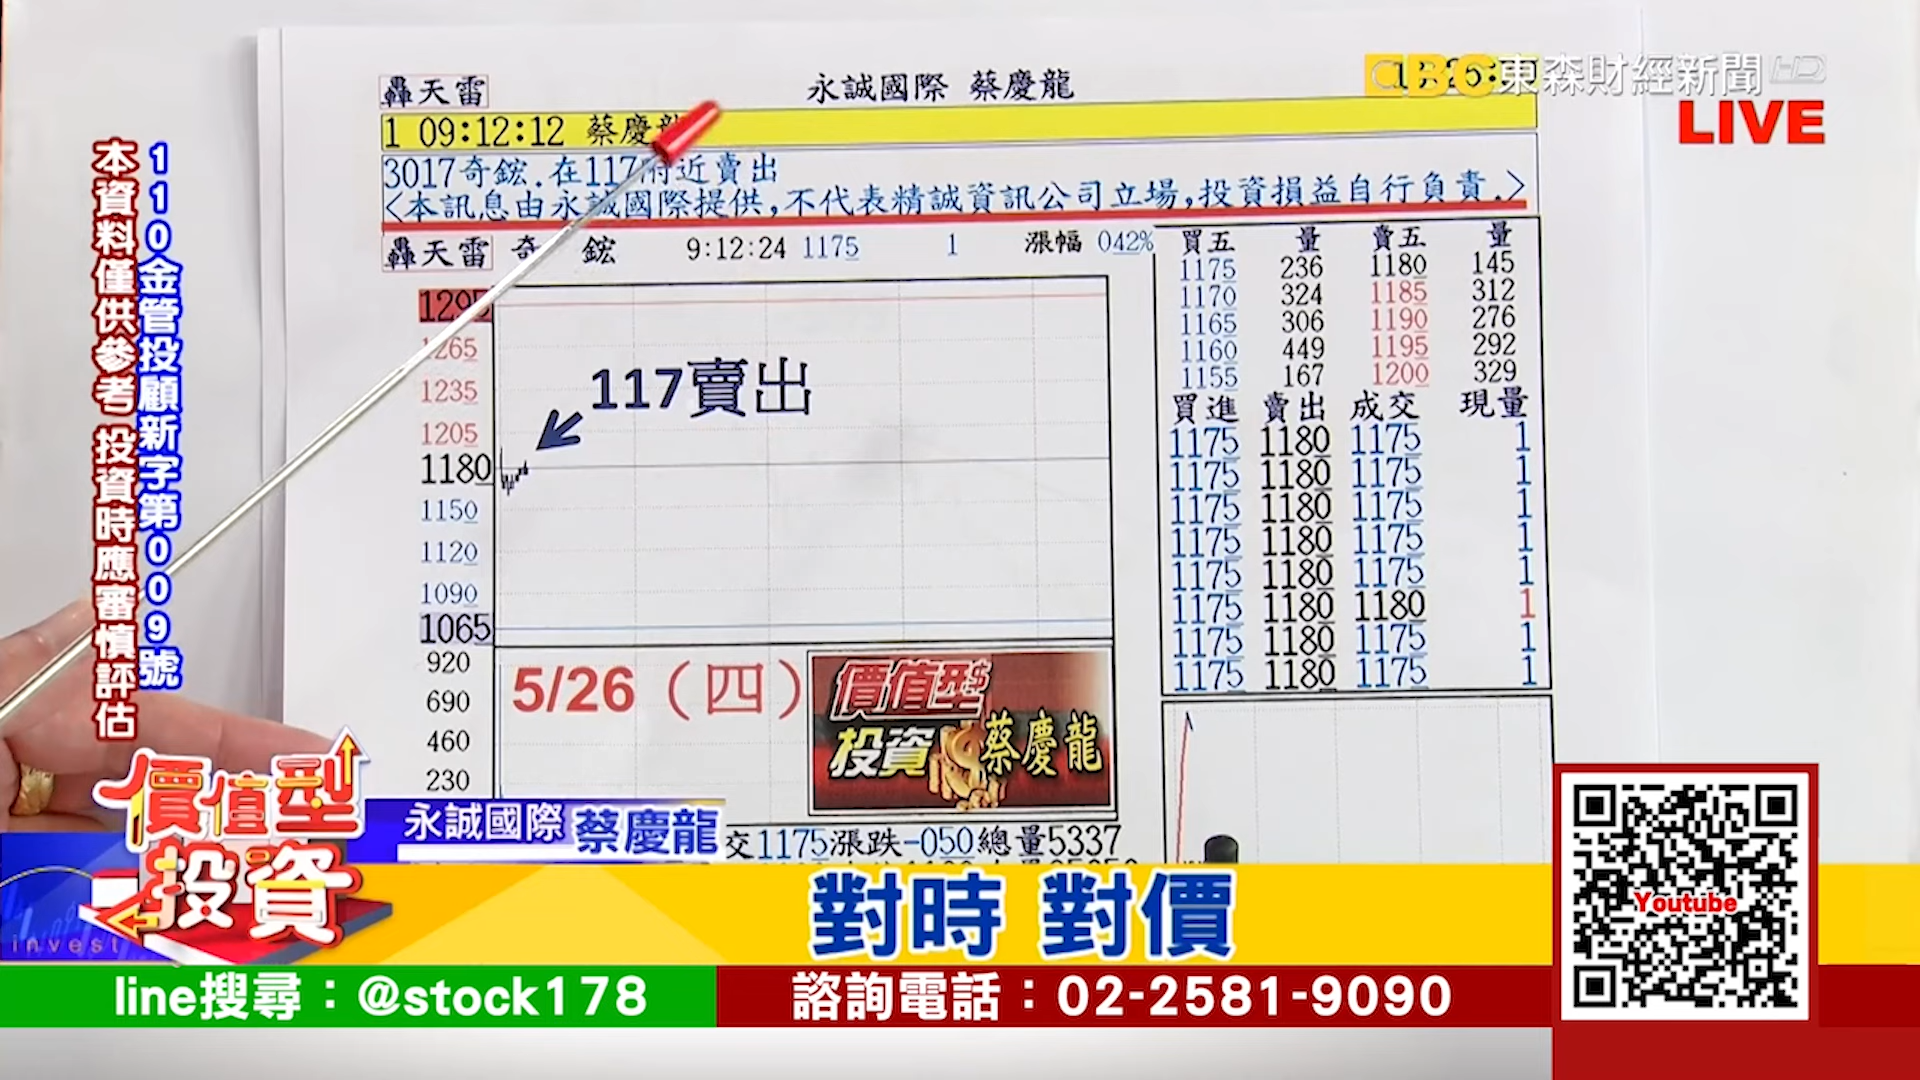 轟天雷
永誠國際 蔡慶龍
東森財經新聞 HD
LIVE
1 09:12:12 蔡慶龍
3017奇鋐.在117附近賣出
<本訊息由永誠國際提供,不代表精誠資訊公司立場,投資損益自行負責.>
轟天雷 奇 鋐 9:12:24 1175 1 漲幅 042%
買五 量 賣五 量
1175 236 1180 145
1170 324 1185 312
1165 306 1190 276
1160 449 1195 292
1155 167 1200 329
買進 賣出 成交 現量
1175 1180 1175 1
1175 1180 1175 1
1175 1180 1175 1
1175 1180 1175 1
1175 1180 1175 1
1175 1180 1180 1
1175 1180 1175 1
1175 1180 1175 1
1295
1265
1235
1205
1180
1150
1120
1090
1065
920
690
460
230
117賣出
5/26（四）
價值型
投資 蔡慶龍
交1175漲跌-050總量5337
110金管投顧新字第009號
本資料僅供參考 投資時應審慎評估
價值型
投資
invest
永誠國際 蔡慶龍
對時 對價
line搜尋：@stock178
諮詢電話：02-2581-9090
Youtube